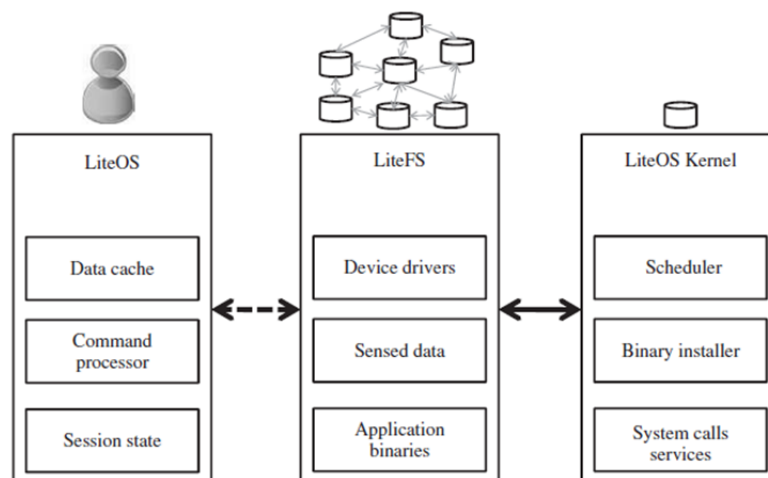 LiteOS
Data cache
Command
processor
Session state
LiteFS
Device drivers
Sensed data
Application
binaries
LiteOS Kernel
Scheduler
Binary installer
System calls
services